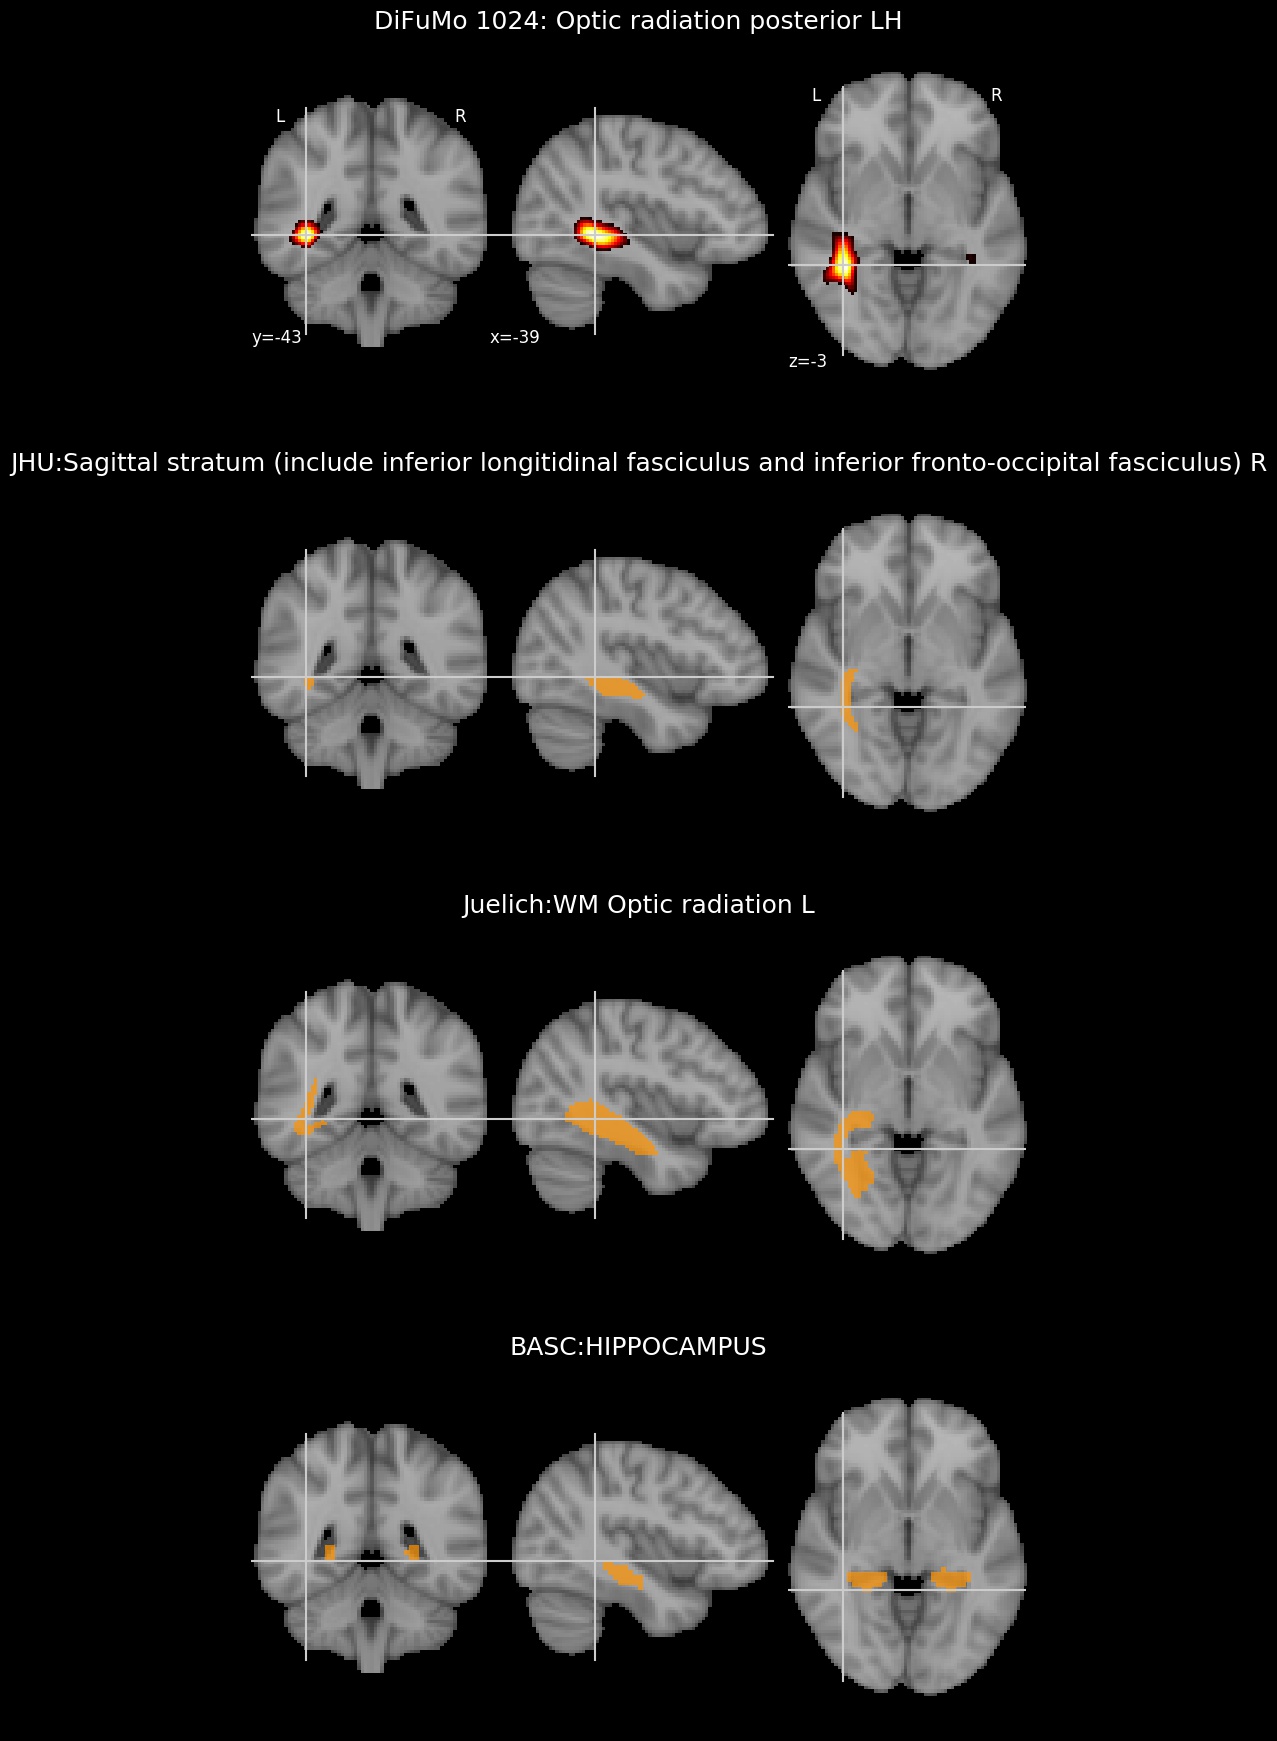 DiFuMo 1024: Optic radiation posterior LH
L R
L R
y=-43 x=-39
z=-3
JHU:Sagittal stratum (include inferior longitidinal fasciculus and inferior fronto-occipital fasciculus) R
Juelich:WM Optic radiation L
BASC:HIPPOCAMPUS